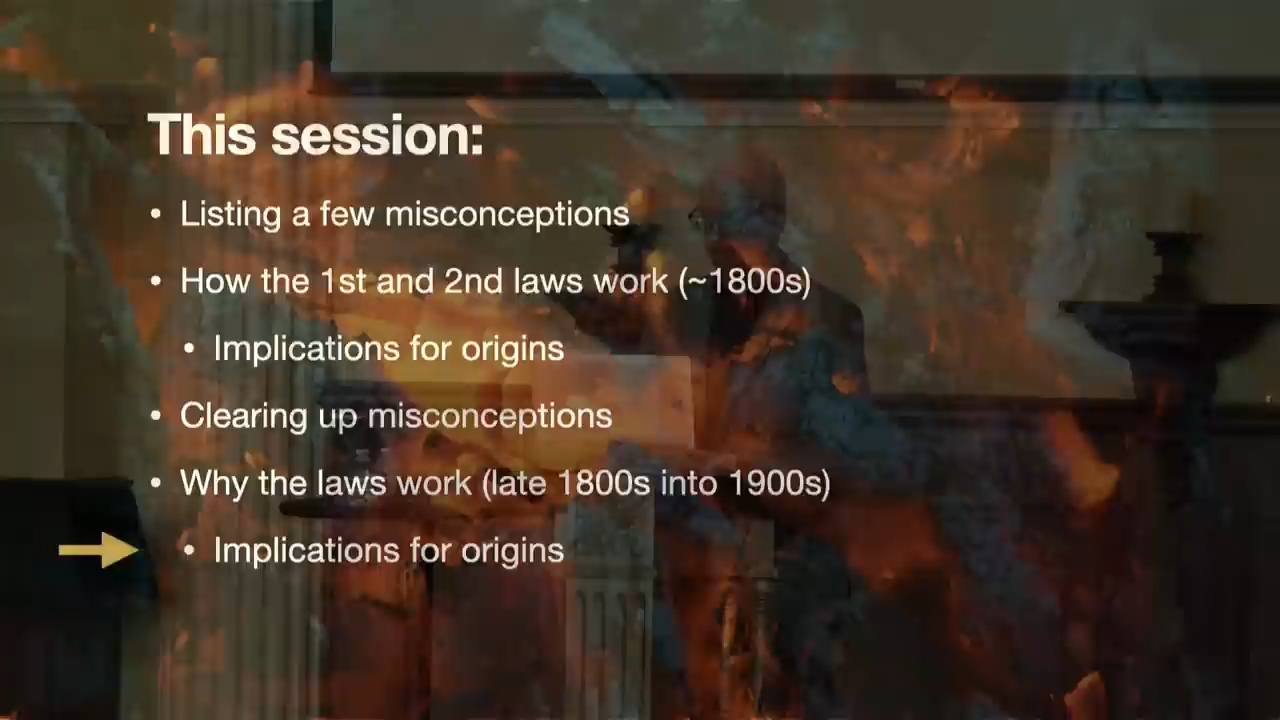 This session:
• Listing a few misconceptions
• How the 1st and 2nd laws work (~1800s)
• Implications for origins
• Clearing up misconceptions
• Why the laws work (late 1800s into 1900s)
• Implications for origins